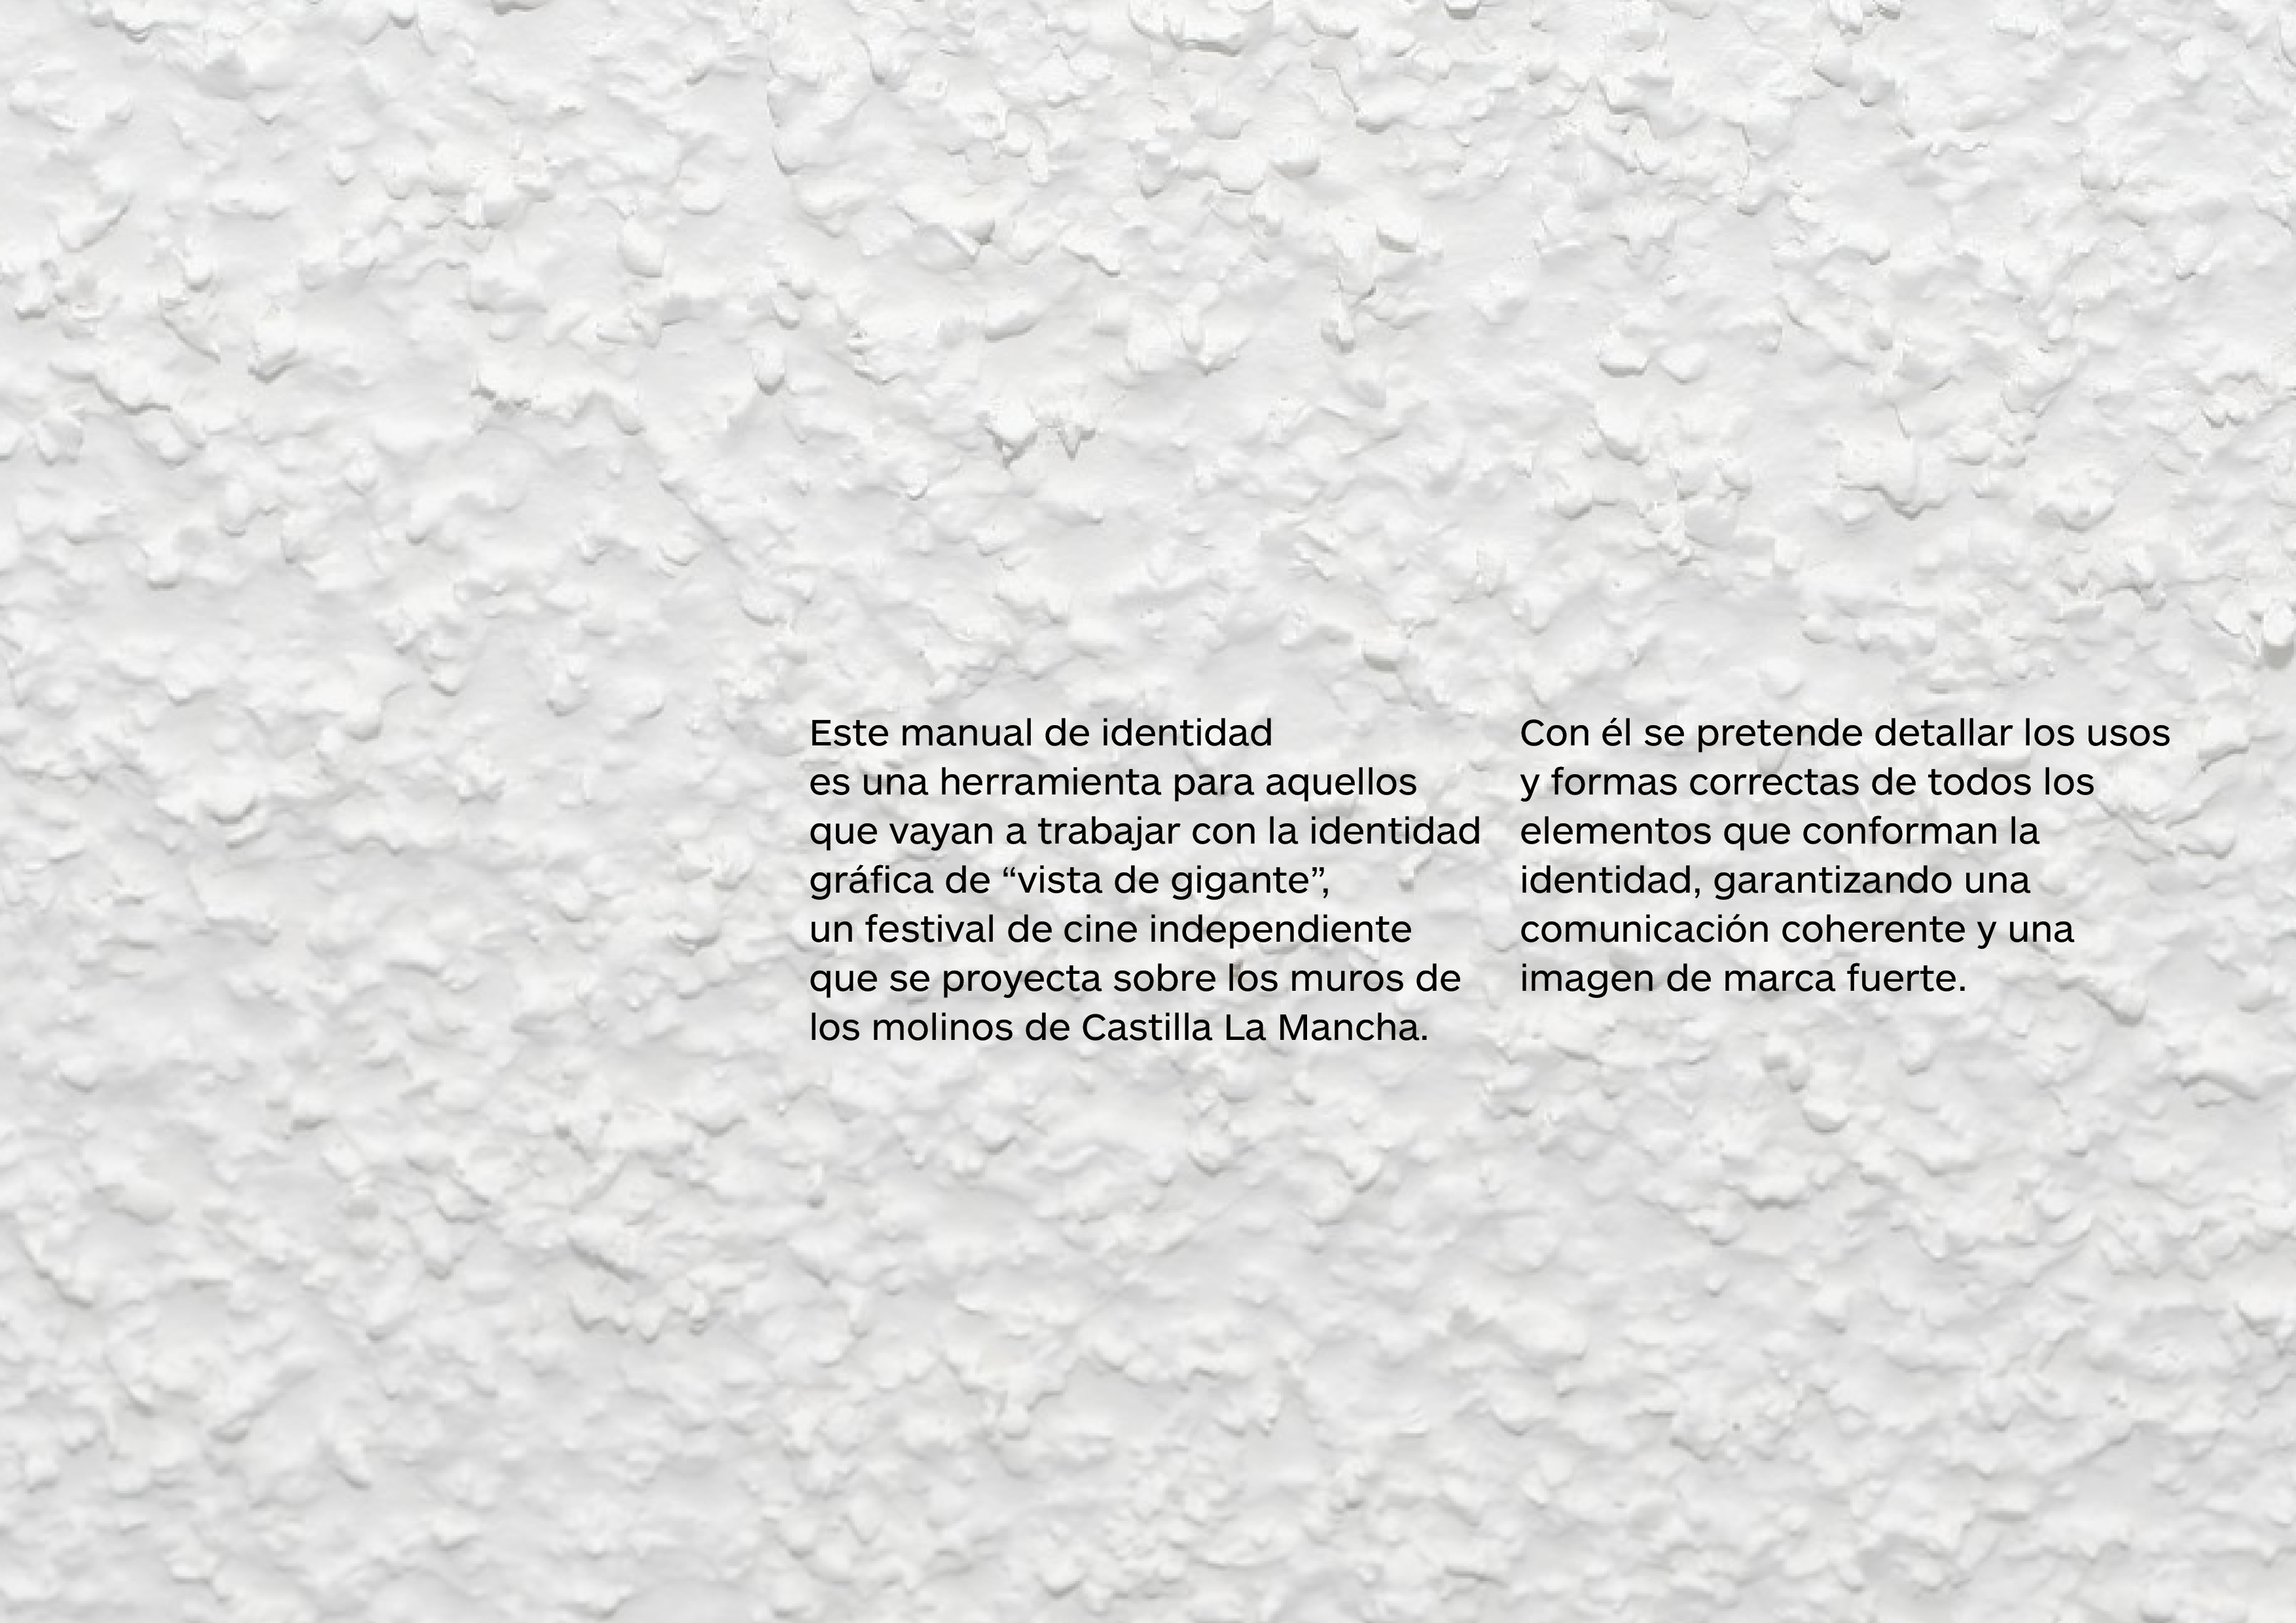 Este manual de identidad
es una herramienta para aquellos
que vayan a trabajar con la identidad
gráfica de “vista de gigante”,
un festival de cine independiente
que se proyecta sobre los muros de
los molinos de Castilla La Mancha.
Con él se pretende detallar los usos
y formas correctas de todos los
elementos que conforman la
identidad, garantizando una
comunicación coherente y una
imagen de marca fuerte.